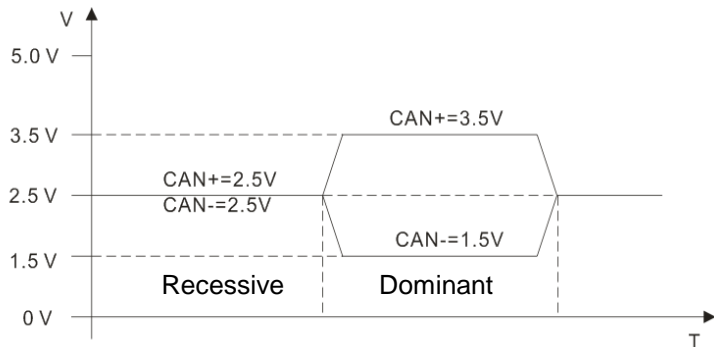 V
5.0 V
3.5 V
CAN+=3.5V
CAN+=2.5V
2.5 V
CAN-=2.5V
CAN-=1.5V
1.5 V
Recessive
Dominant
0 V
T